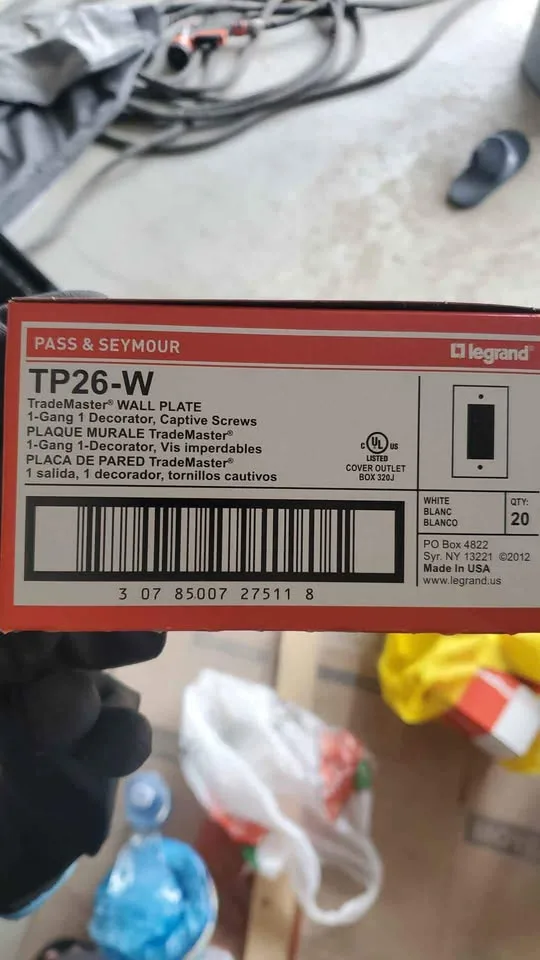 PASS & SEYMOUR
legrand®
TP26-W
TradeMaster® WALL PLATE
1-Gang 1 Decorator, Captive Screws
PLAQUE MURALE TradeMaster®
1-Gang 1-Decorator, Vis imperdables
PLACA DE PARED TradeMaster®
1 salida, 1 decorador, tornillos cautivos
C UL US
LISTED
COVER OUTLET
BOX 320J
WHITE
BLANC
BLANCO
QTY:
20
PO Box 4822
Syr. NY 13221 ©2012
Made In USA
www.legrand.us
3 07 85007 27511 8